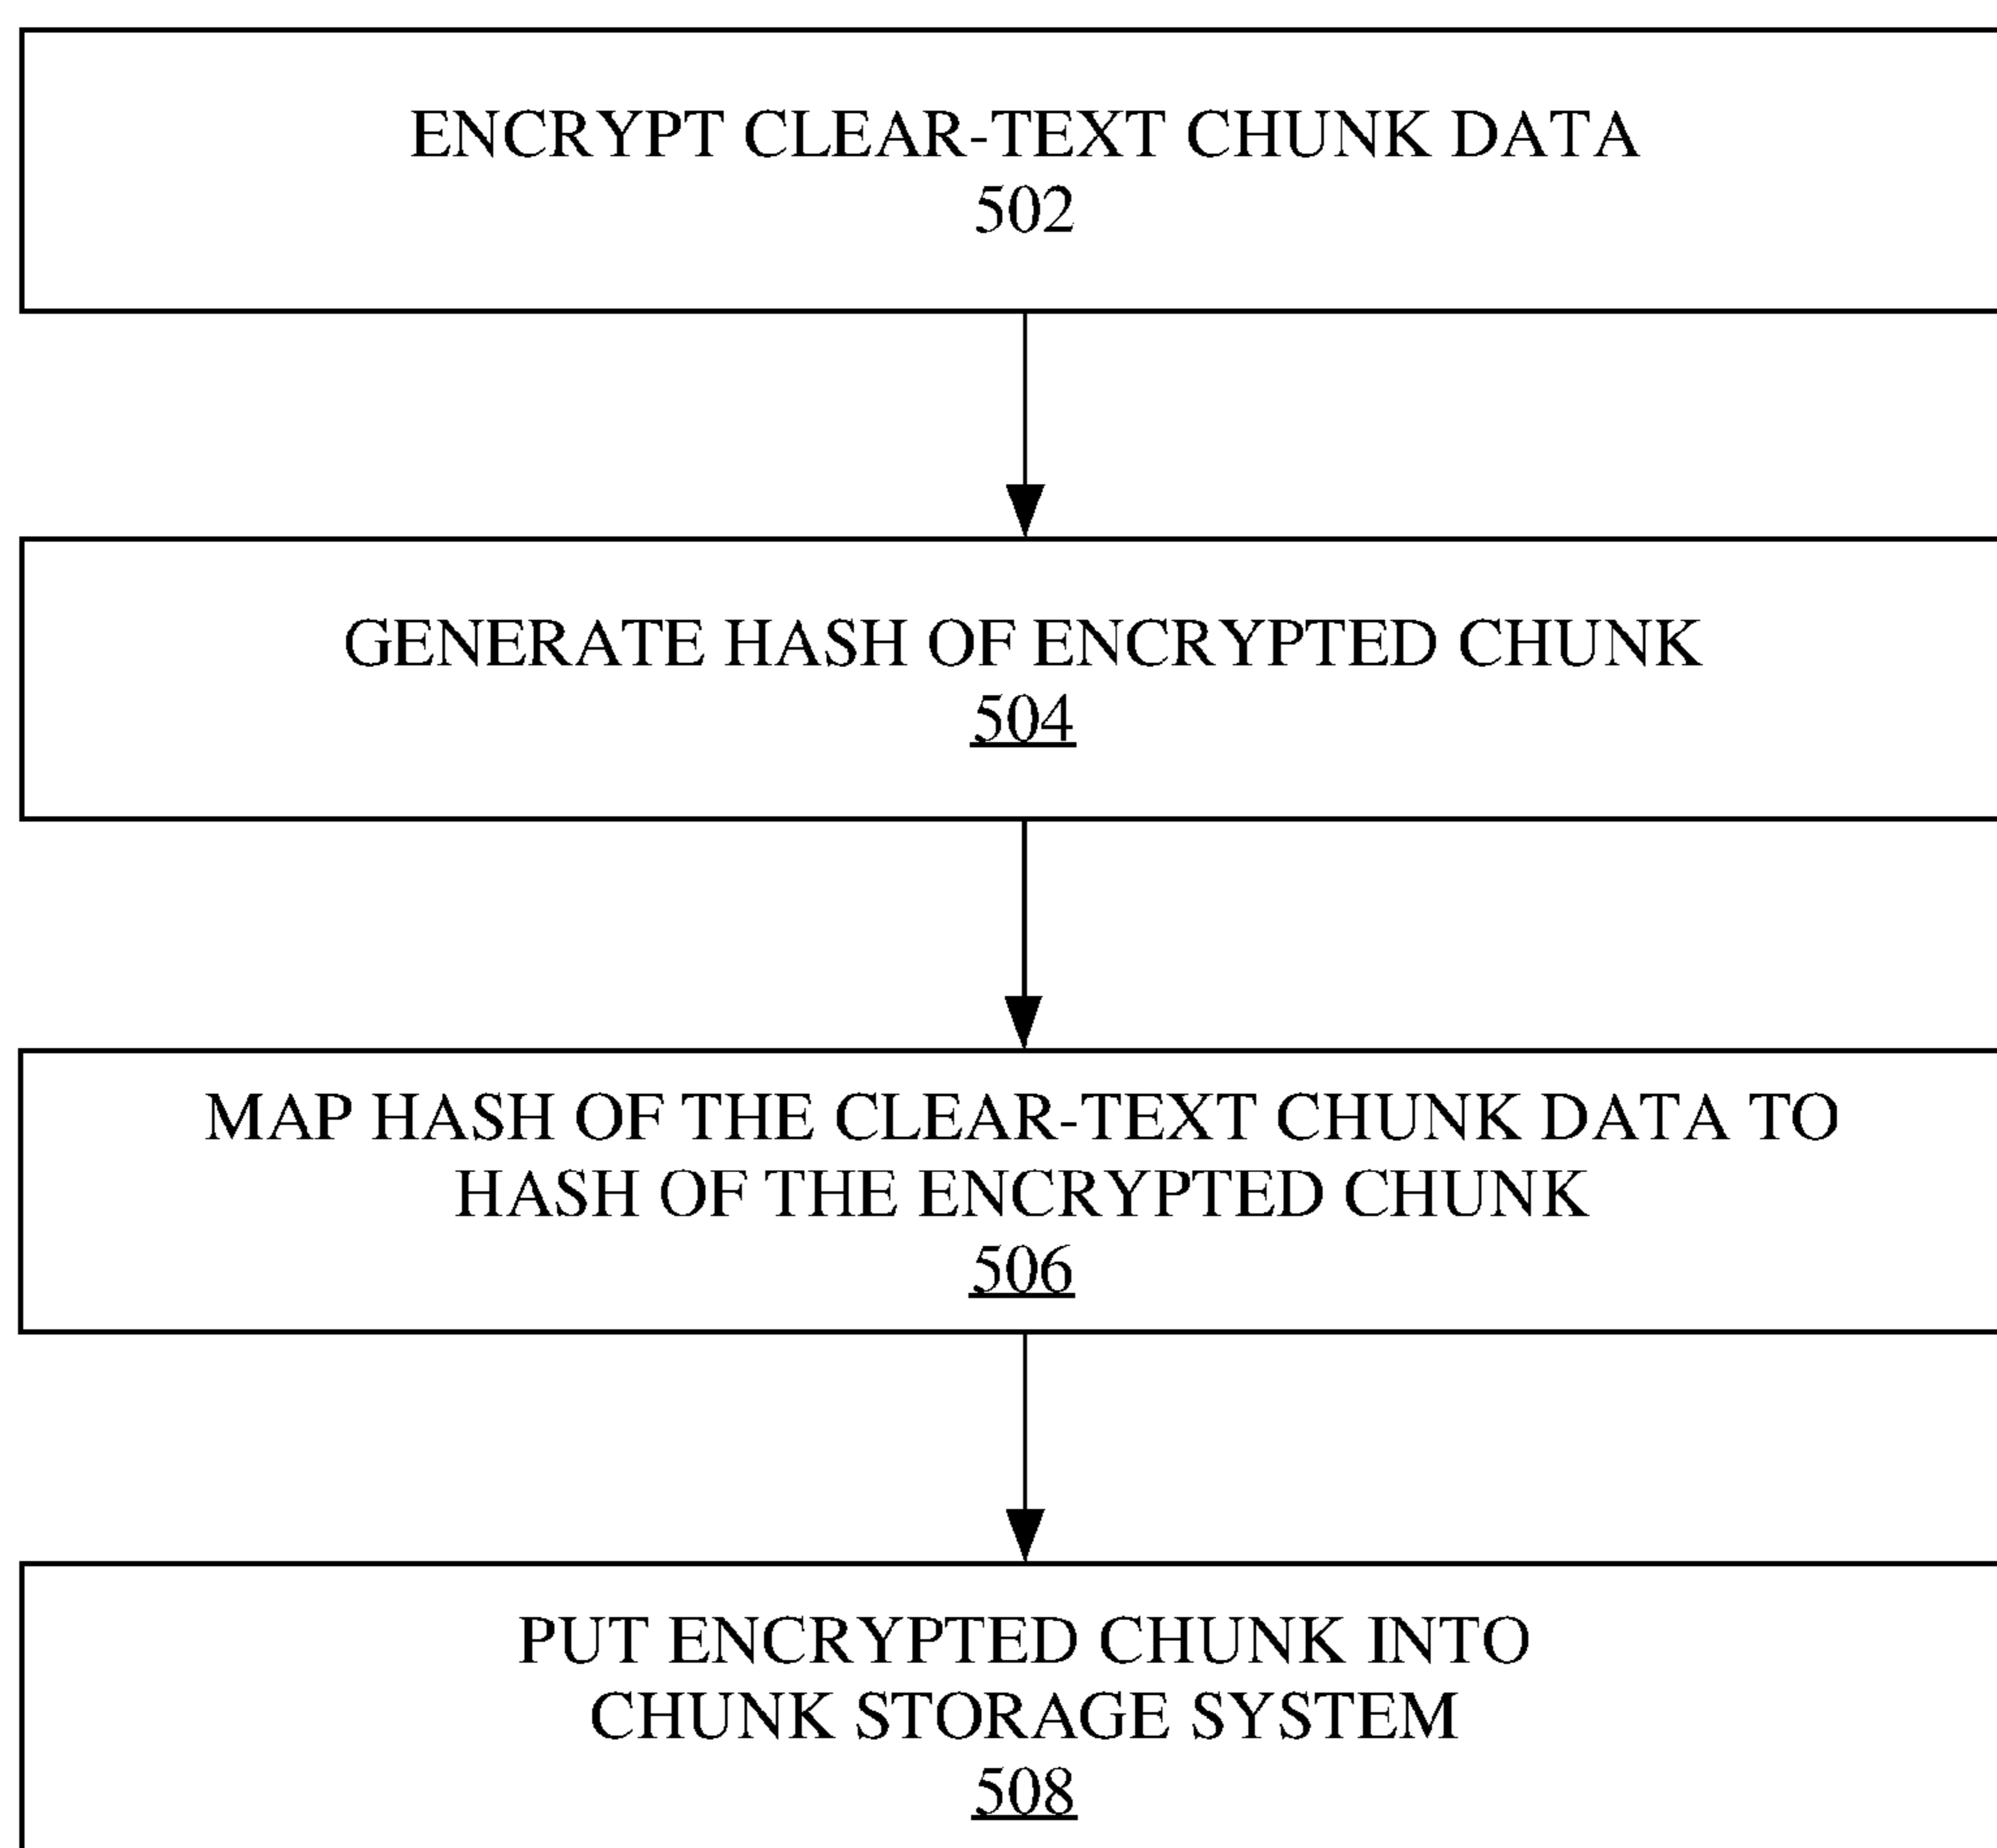 ENCRYPT CLEAR-TEXT CHUNK DATA
502
GENERATE HASH OF ENCRYPTED CHUNK
504
MAP HASH OF THE CLEAR-TEXT CHUNK DATA TO
HASH OF THE ENCRYPTED CHUNK
506
PUT ENCRYPTED CHUNK INTO
CHUNK STORAGE SYSTEM
508